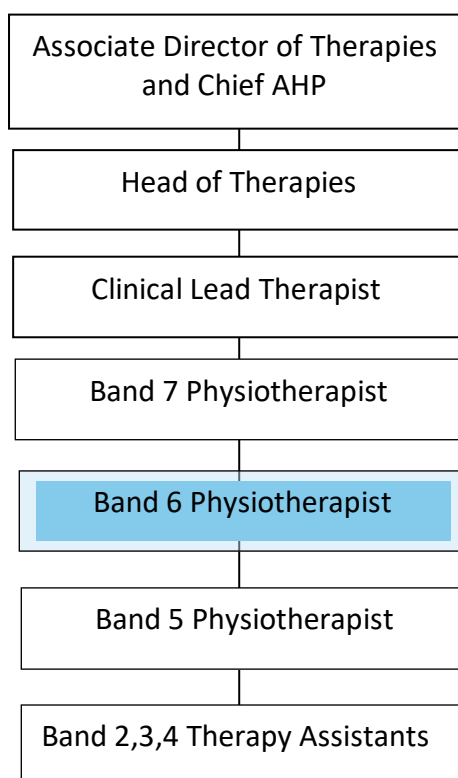 Associate Director of Therapies
and Chief AHP
Head of Therapies
Clinical Lead Therapist
Band 7 Physiotherapist
Band 6 Physiotherapist
Band 5 Physiotherapist
Band 2,3,4 Therapy Assistants